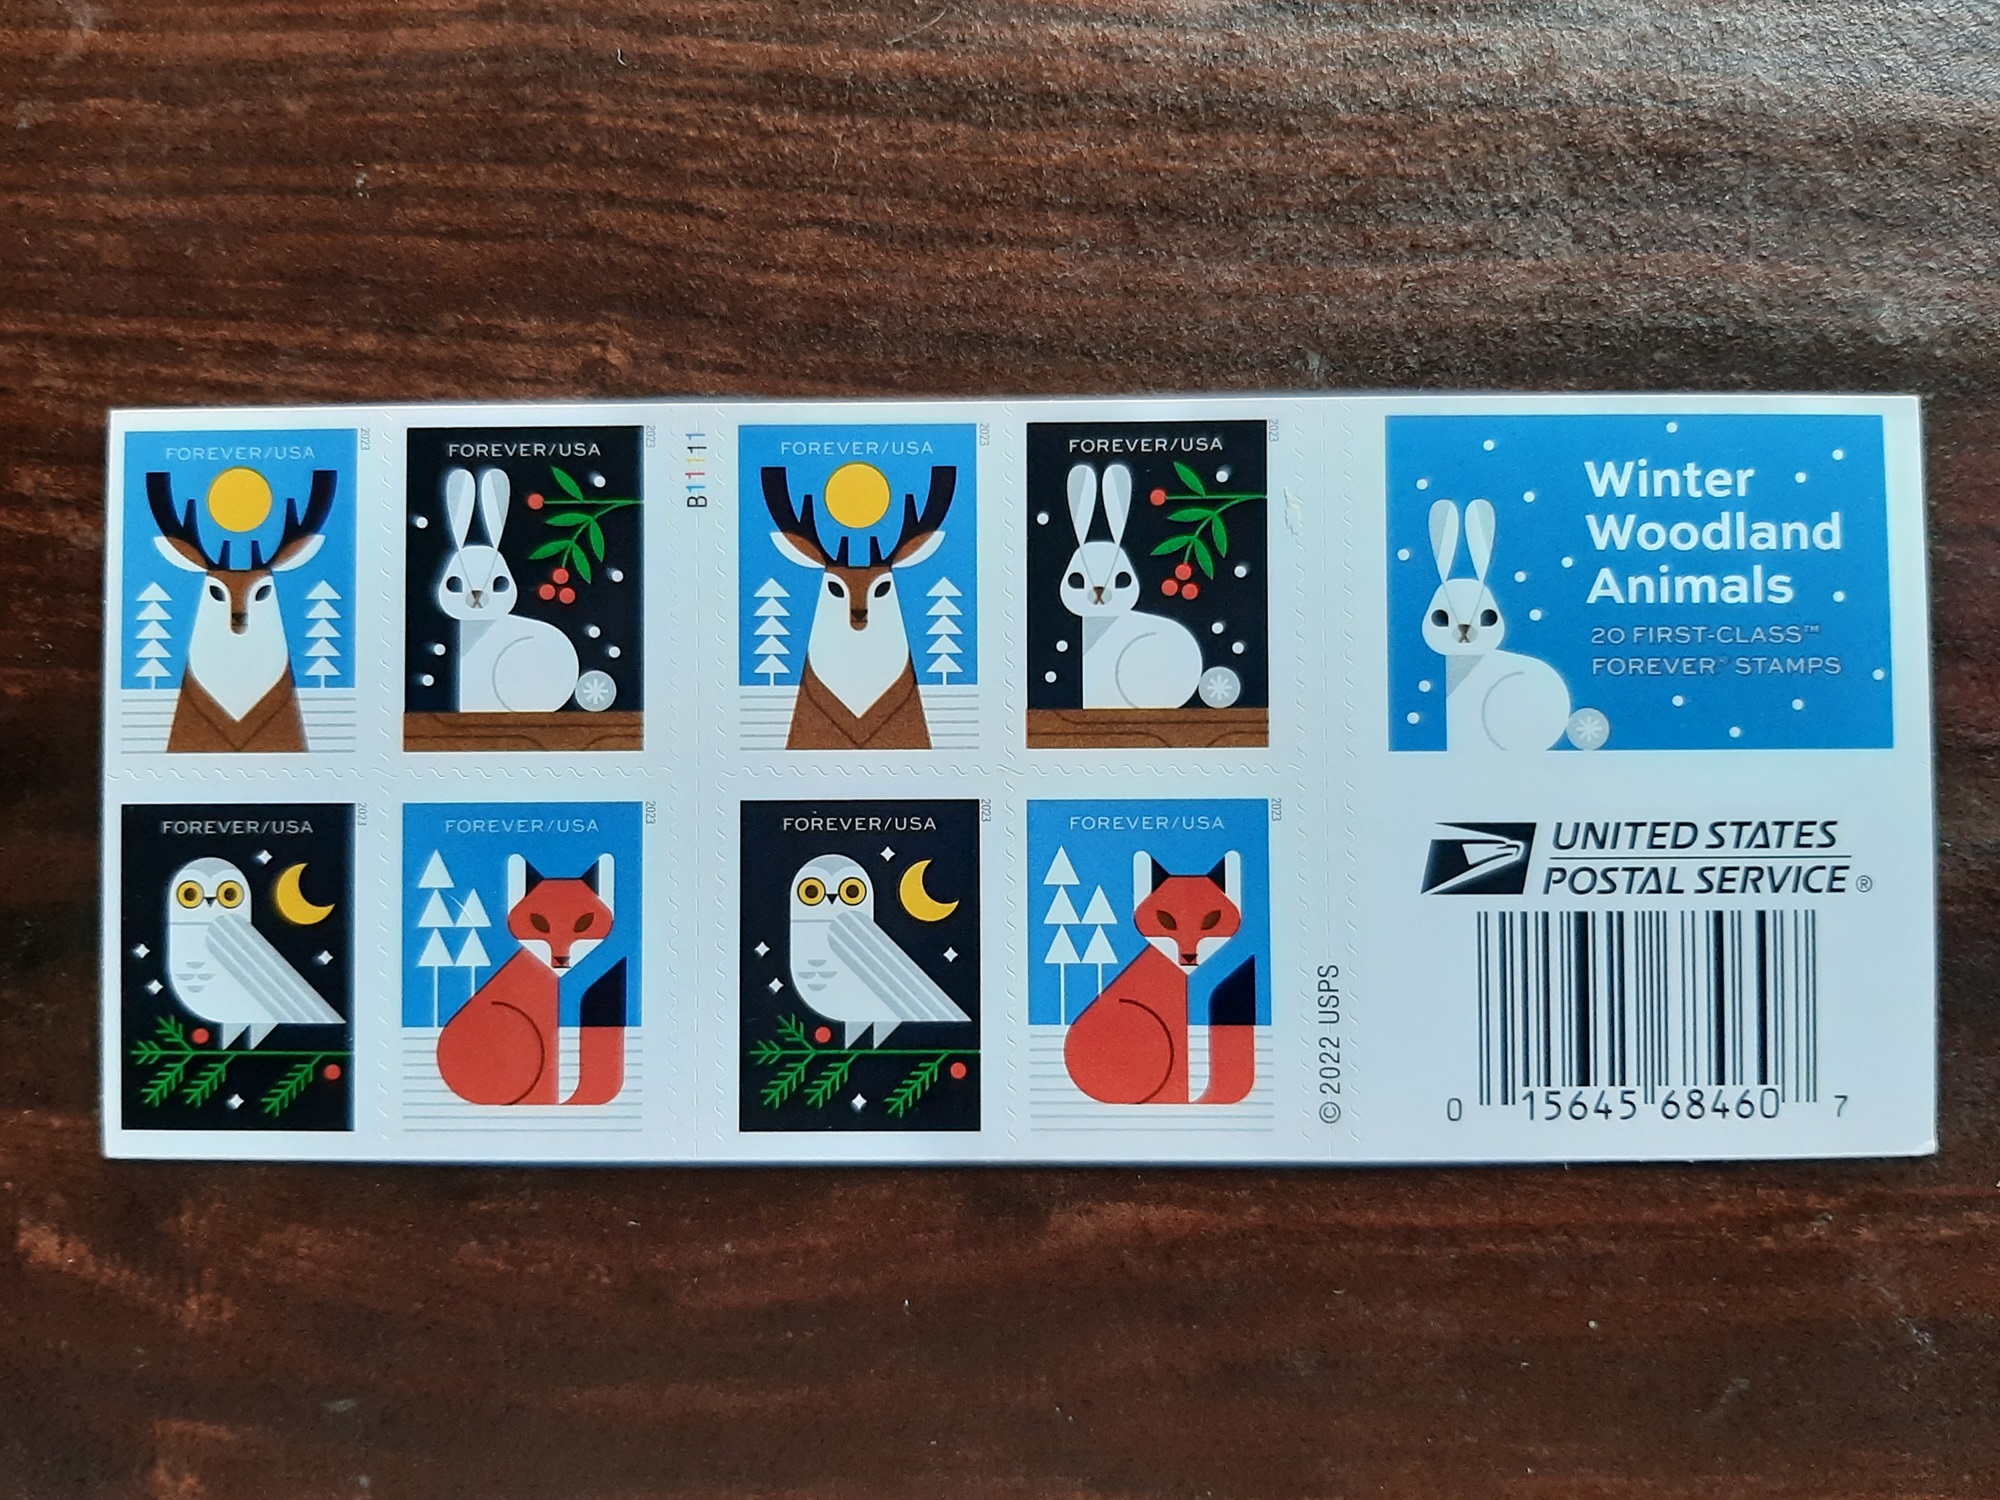 FOREVER/USA
2023
FOREVER/USA
2023
B11111
FOREVER/USA
2023
FOREVER/USA
2023
FOREVER/USA
2023
FOREVER/USA
2023
FOREVER/USA
2023
FOREVER/USA
2023
© 2022 USPS
Winter
Woodland
Animals
20 FIRST-CLASS™
FOREVER® STAMPS
UNITED STATES
POSTAL SERVICE®
0 15645 68460 7